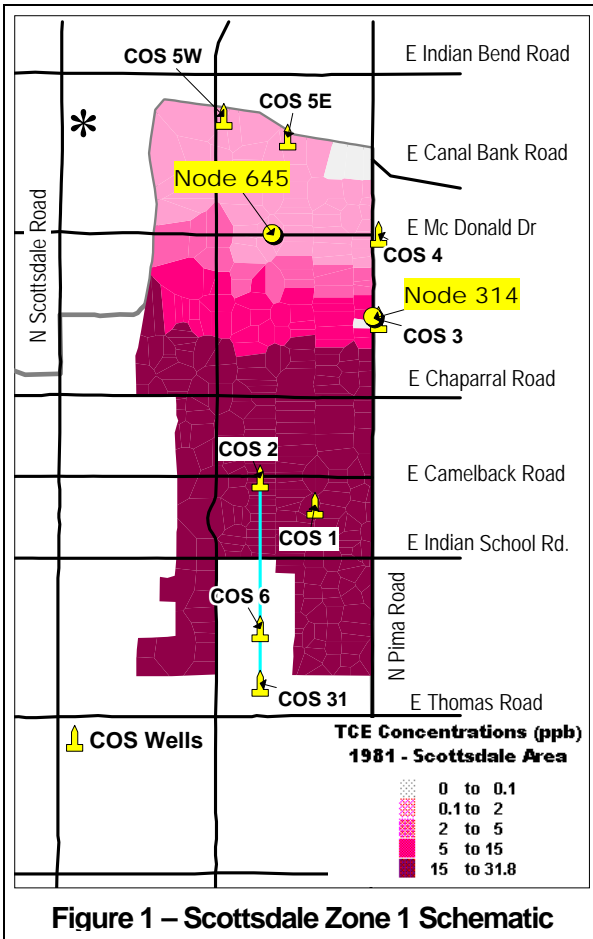 E Indian Bend Road
COS 5W
COS 5E
*
E Canal Bank Road
Node 645
E Mc Donald Dr
COS 4
N Scottsdale Road
Node 314
COS 3
E Chaparral Road
COS 2
E Camelback Road
COS 1
E Indian School Rd.
COS 6
N Pima Road
COS 31
E Thomas Road
COS Wells
TCE Concentrations (ppb)
1981 - Scottsdale Area
0 to 0.1
0.1 to 2
2 to 5
5 to 15
15 to 31.8
Figure 1 – Scottsdale Zone 1 Schematic